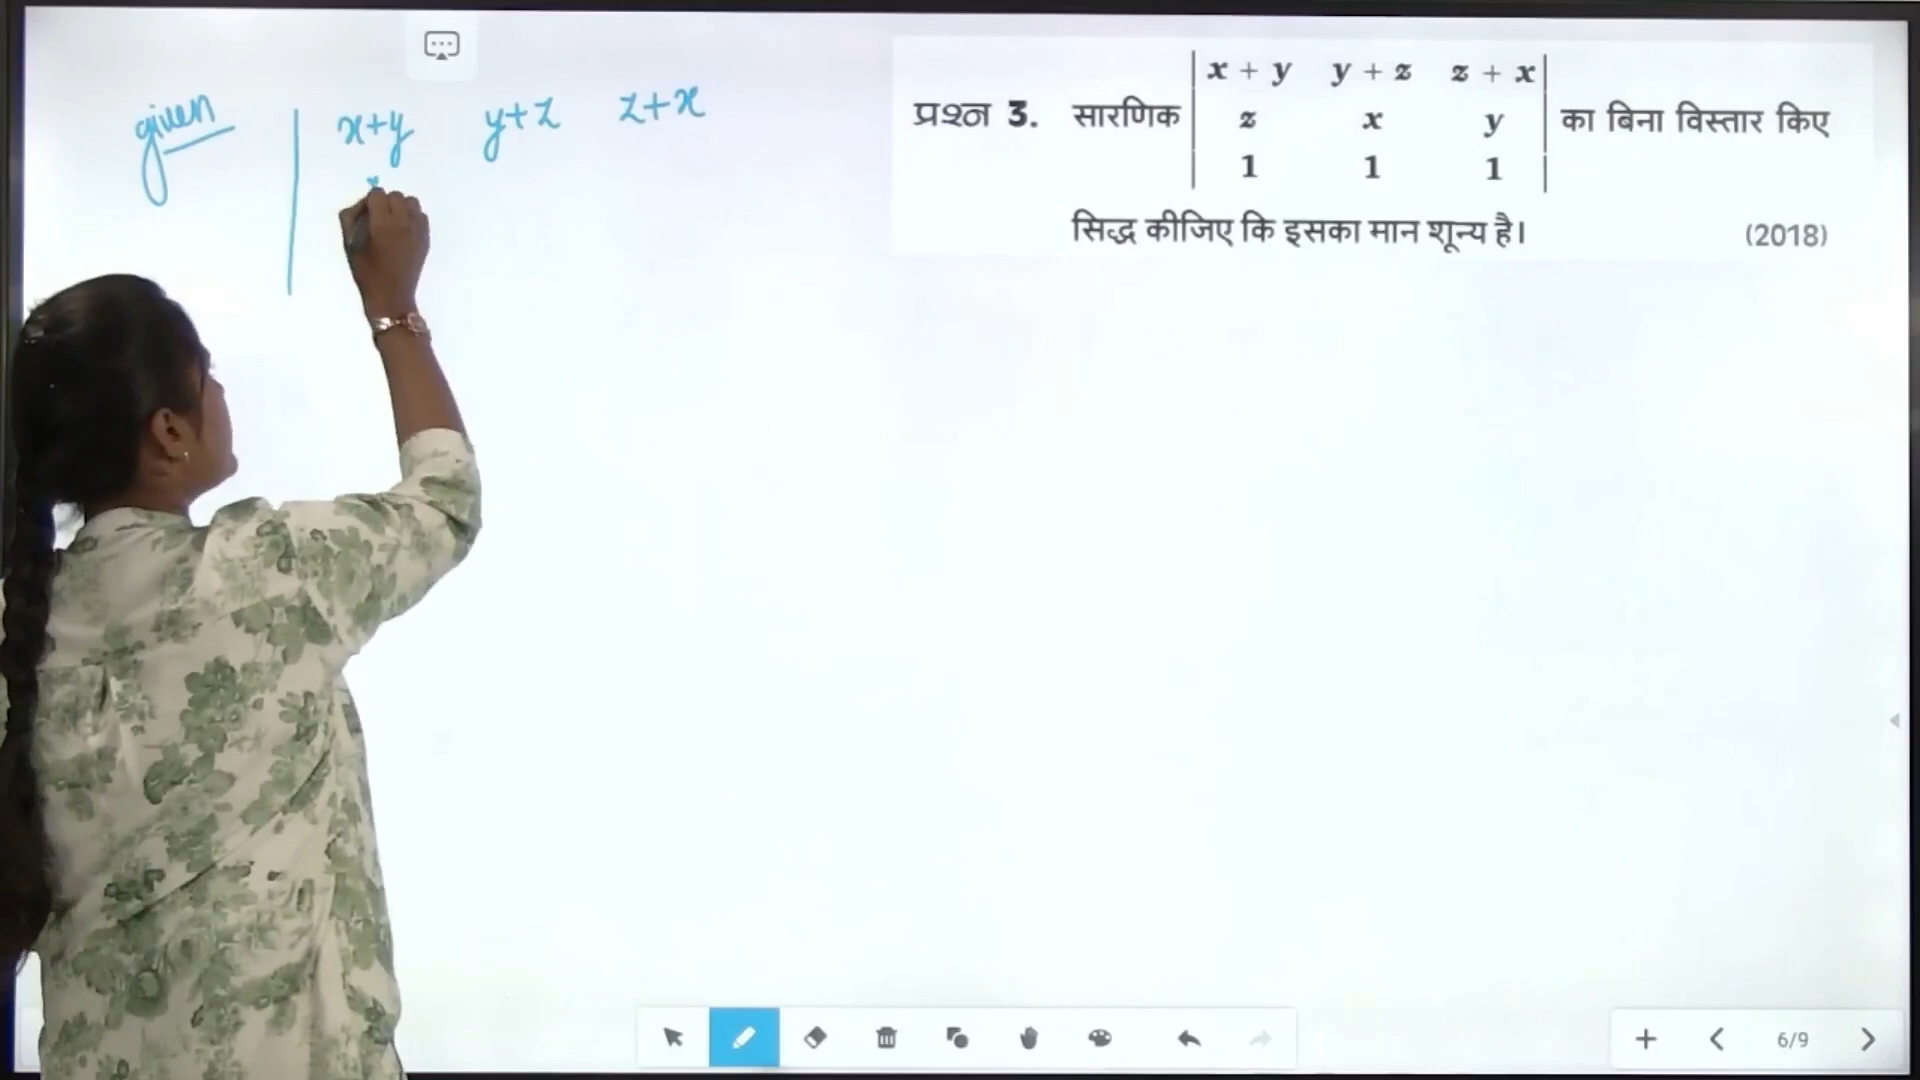 given | x+y y+z z+x
प्रश्न 3. सारणिक | x + y y + z z + x | का बिना विस्तार किए
| z x y |
| 1 1 1 |
सिद्ध कीजिए कि इसका मान शून्य है। (2018)
6/9